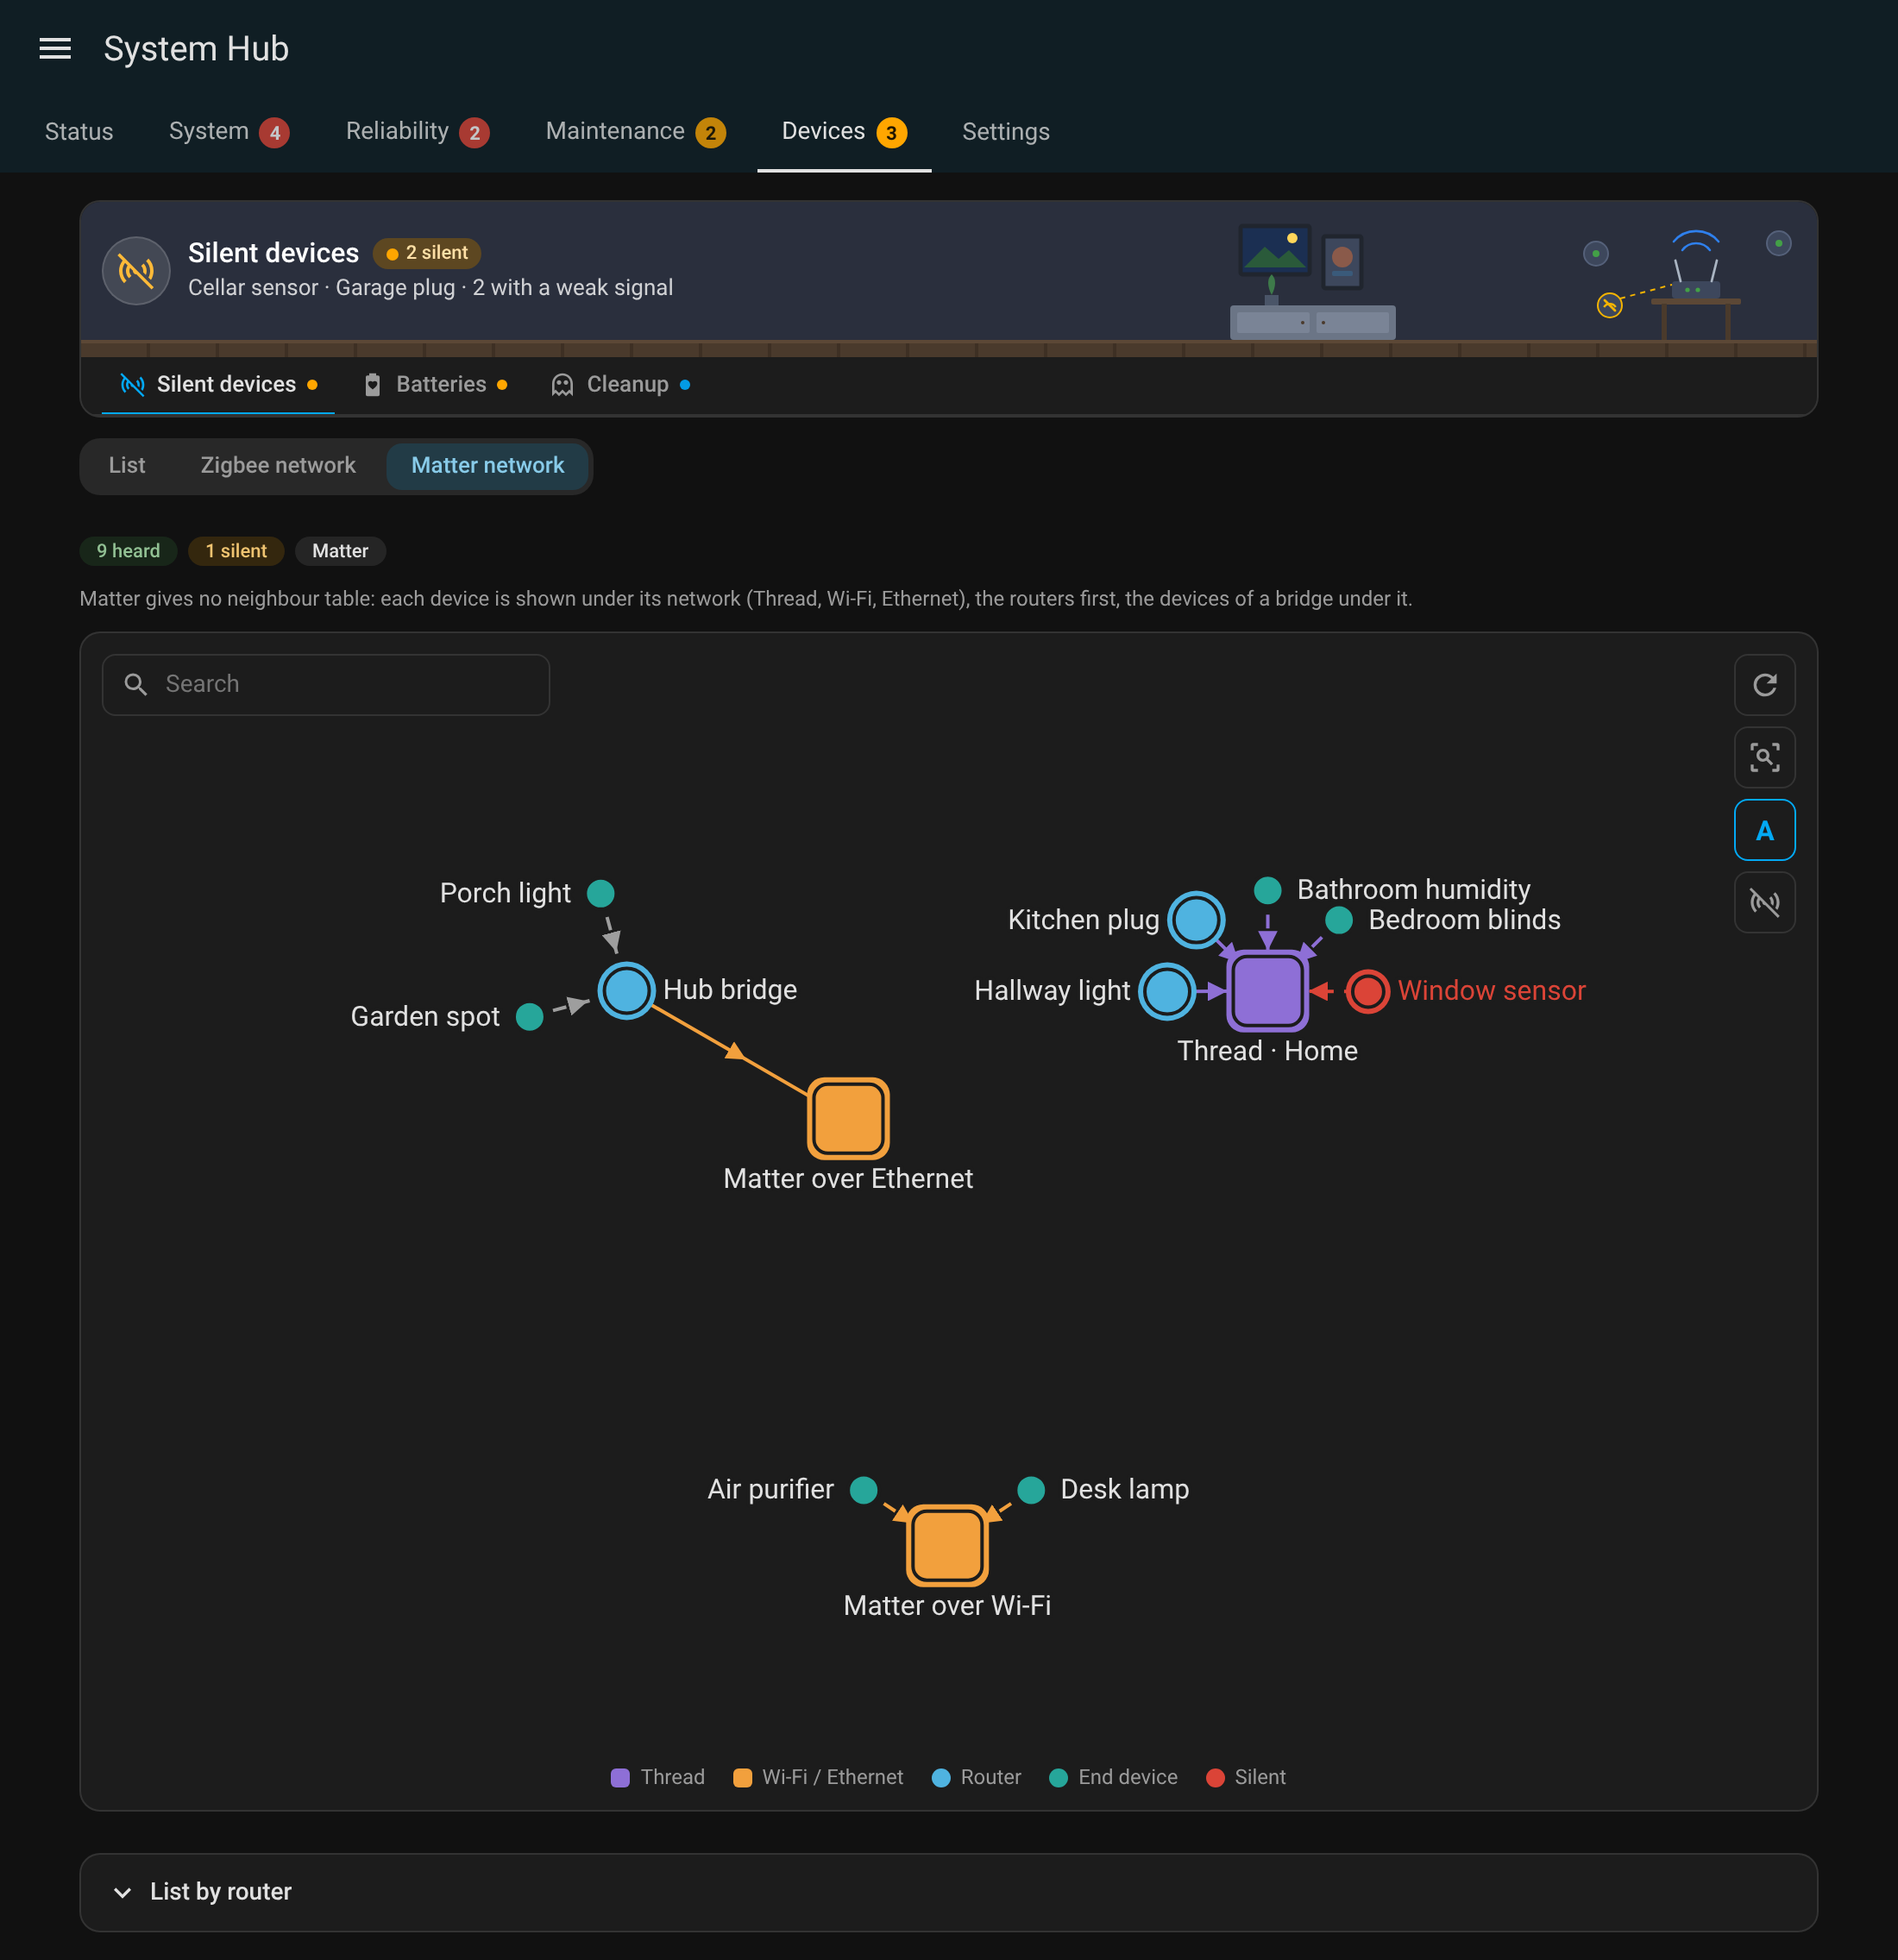 System Hub
Status
System 4
Reliability 2
Maintenance 2
Devices 3
Settings
Silent devices
2 silent
Cellar sensor · Garage plug · 2 with a weak signal
Silent devices
Batteries
Cleanup
List
Zigbee network
Matter network
9 heard
1 silent
Matter
Matter gives no neighbour table: each device is shown under its network (Thread, Wi-Fi, Ethernet), the routers first, the devices of a bridge under it.
Search
A
Porch light
Bathroom humidity
Kitchen plug
Bedroom blinds
Hub bridge
Hallway light
Window sensor
Garden spot
Thread · Home
Matter over Ethernet
Air purifier
Desk lamp
Matter over Wi-Fi
Thread
Wi-Fi / Ethernet
Router
End device
Silent
List by router